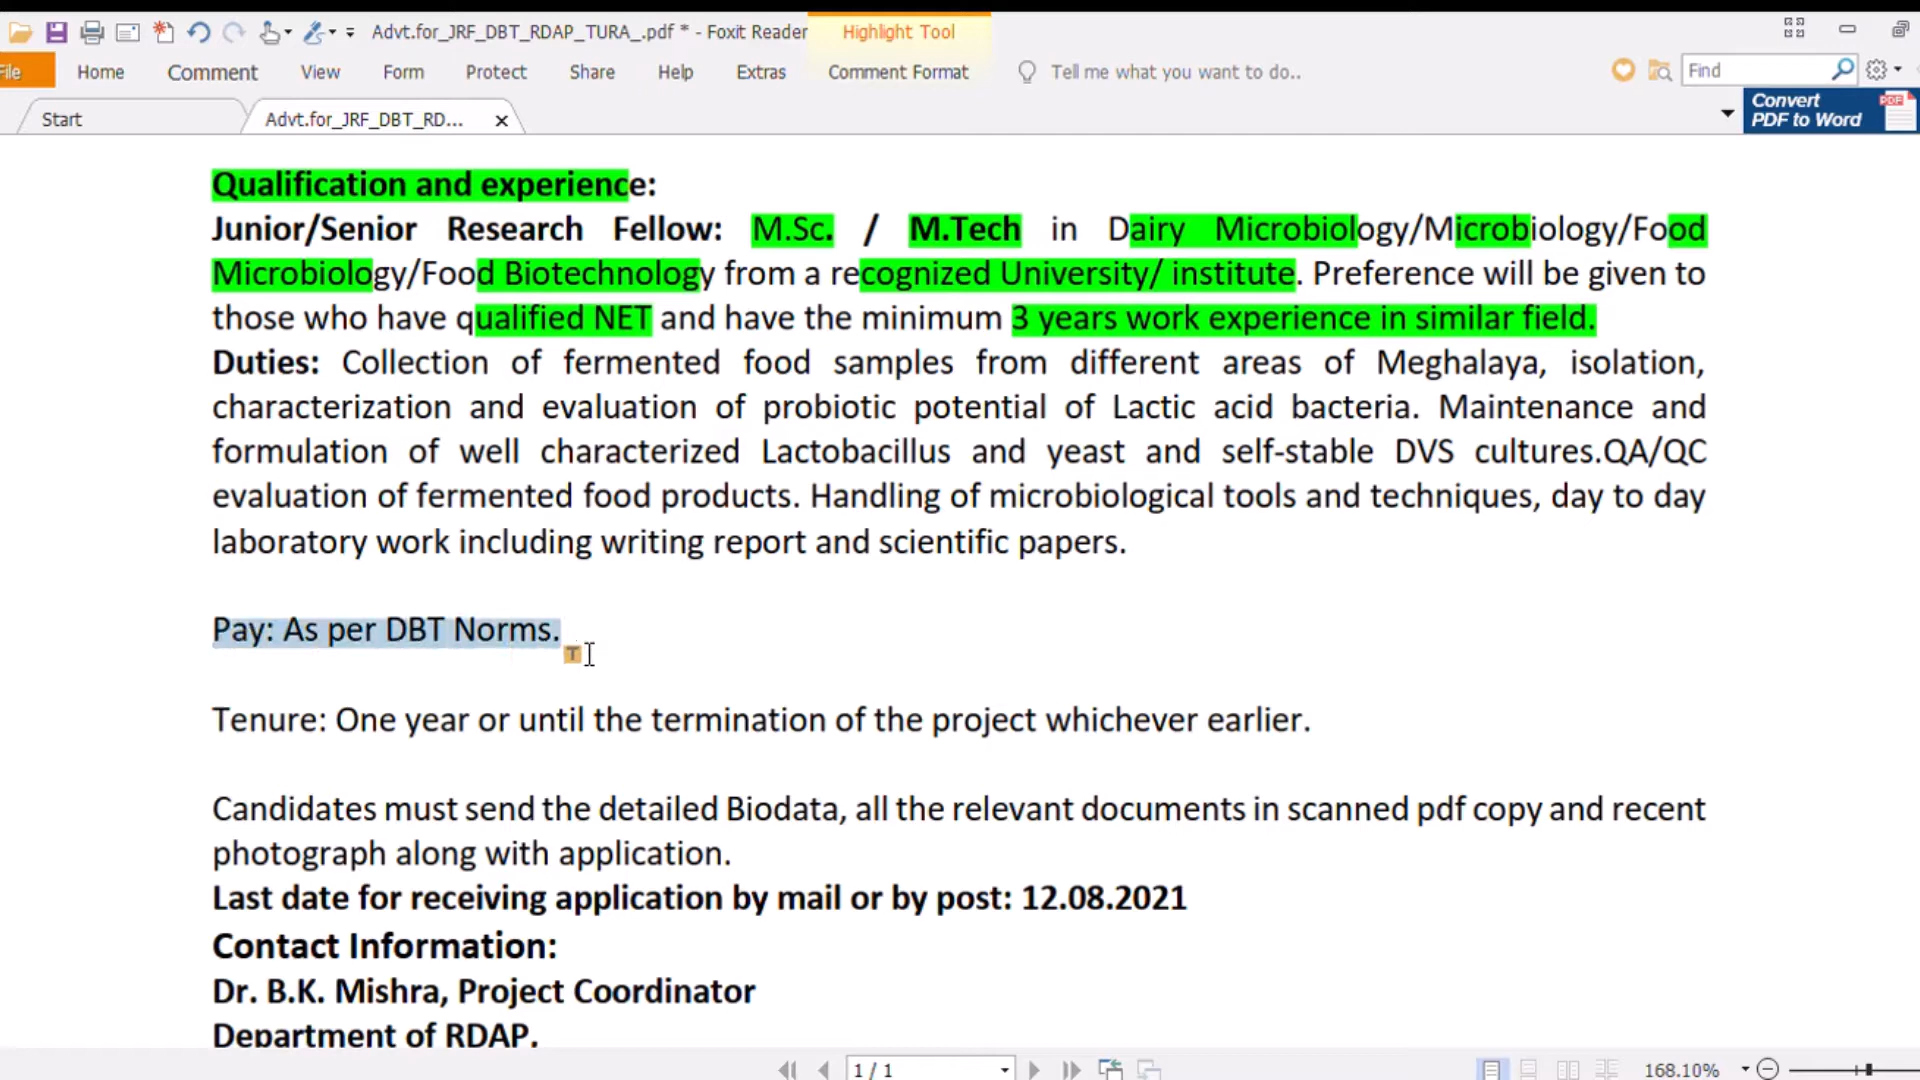 Advt.for_JRF_DBT_RDAP_TURA_.pdf * - Foxit Reader
Highlight Tool
File Home Comment View Form Protect Share Help Extras Comment Format Tell me what you want to do.. Find
Start Advt.for_JRF_DBT_RD...
Convert
PDF to Word
PDF
Qualification and experience:
Junior/Senior Research Fellow: M.Sc. / M.Tech in Dairy Microbiology/Microbiology/Food
Microbiology/Food Biotechnology from a recognized University/ institute. Preference will be given to
those who have qualified NET and have the minimum 3 years work experience in similar field.
Duties: Collection of fermented food samples from different areas of Meghalaya, isolation,
characterization and evaluation of probiotic potential of Lactic acid bacteria. Maintenance and
formulation of well characterized Lactobacillus and yeast and self-stable DVS cultures.QA/QC
evaluation of fermented food products. Handling of microbiological tools and techniques, day to day
laboratory work including writing report and scientific papers.
Pay: As per DBT Norms.
T
Tenure: One year or until the termination of the project whichever earlier.
Candidates must send the detailed Biodata, all the relevant documents in scanned pdf copy and recent
photograph along with application.
Last date for receiving application by mail or by post: 12.08.2021
Contact Information:
Dr. B.K. Mishra, Project Coordinator
Department of RDAP.
1 / 1
168.10%